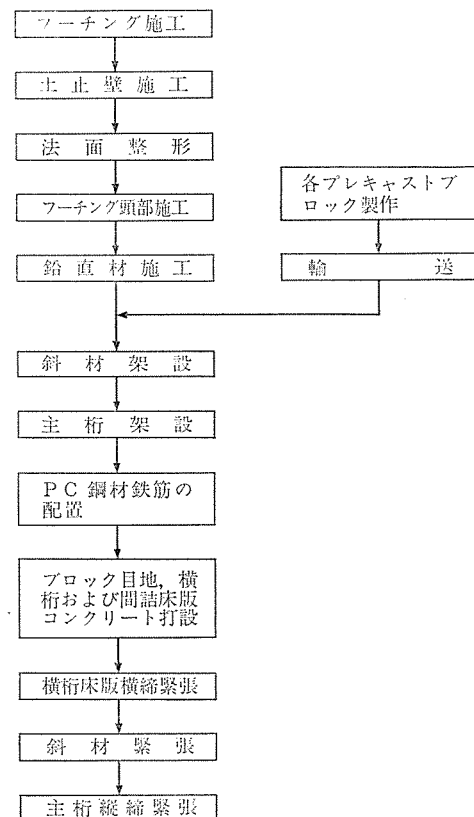 フーチング施工
土止壁施工
法面整形
フーチング頭部施工
鉛直材施工
各プレキャストブ
ロック製作
輸送
斜材架設
主桁架設
PC鋼材鉄筋の
配置
ブロック目地,横
桁および間詰床版
コンクリート打設
横桁床版横締緊張
斜材緊張
主桁縦締緊張